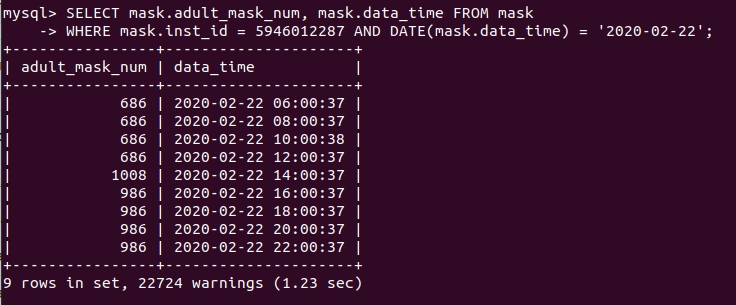 mysql> SELECT mask.adult_mask_num, mask.data_time FROM mask
    -> WHERE mask.inst_id = 5946012287 AND DATE(mask.data_time) = '2020-02-22';
+----------------+---------------------+
| adult_mask_num | data_time           |
+----------------+---------------------+
|            686 | 2020-02-22 06:00:37 |
|            686 | 2020-02-22 08:00:37 |
|            686 | 2020-02-22 10:00:38 |
|            686 | 2020-02-22 12:00:37 |
|           1008 | 2020-02-22 14:00:37 |
|            986 | 2020-02-22 16:00:37 |
|            986 | 2020-02-22 18:00:37 |
|            986 | 2020-02-22 20:00:37 |
|            986 | 2020-02-22 22:00:37 |
+----------------+---------------------+
9 rows in set, 22724 warnings (1.23 sec)